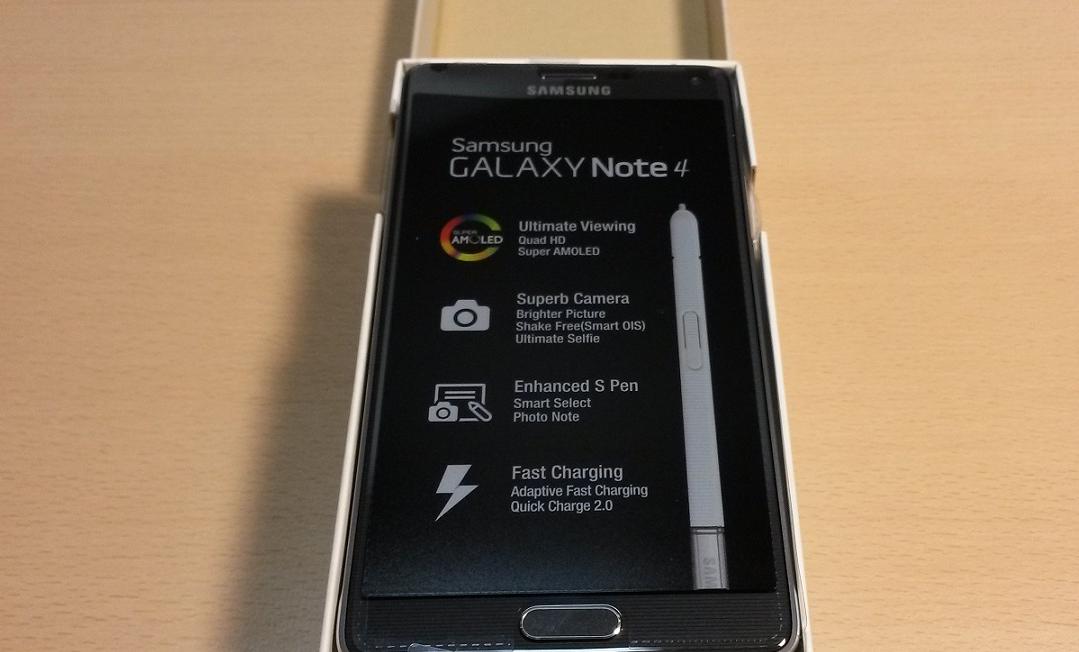 SAMSUNG
Samsung
GALAXY Note 4
SUPER
AMOLED
Ultimate Viewing
Quad HD
Super AMOLED
Superb Camera
Brighter Picture
Shake Free(Smart OIS)
Ultimate Selfie
Enhanced S Pen
Smart Select
Photo Note
Fast Charging
Adaptive Fast Charging
Quick Charge 2.0